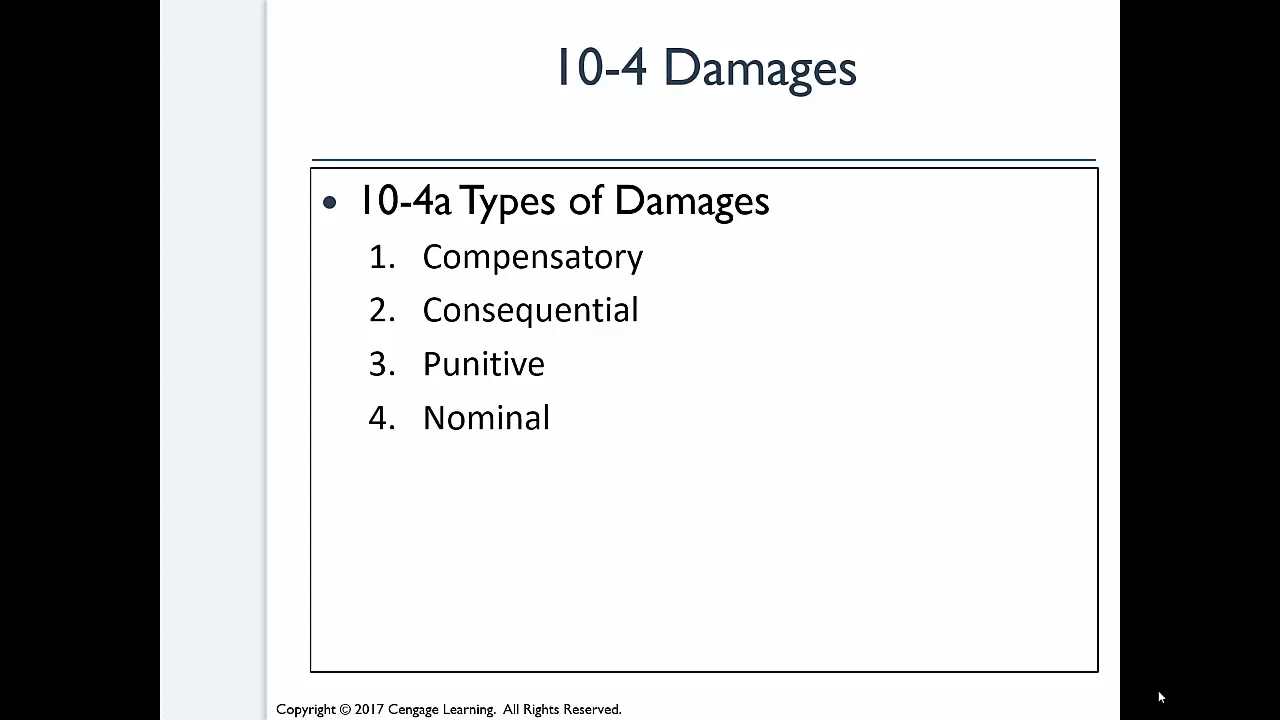 10-4 Damages
• 10-4a Types of Damages
1. Compensatory
2. Consequential
3. Punitive
4. Nominal
Copyright © 2017 Cengage Learning. All Rights Reserved.